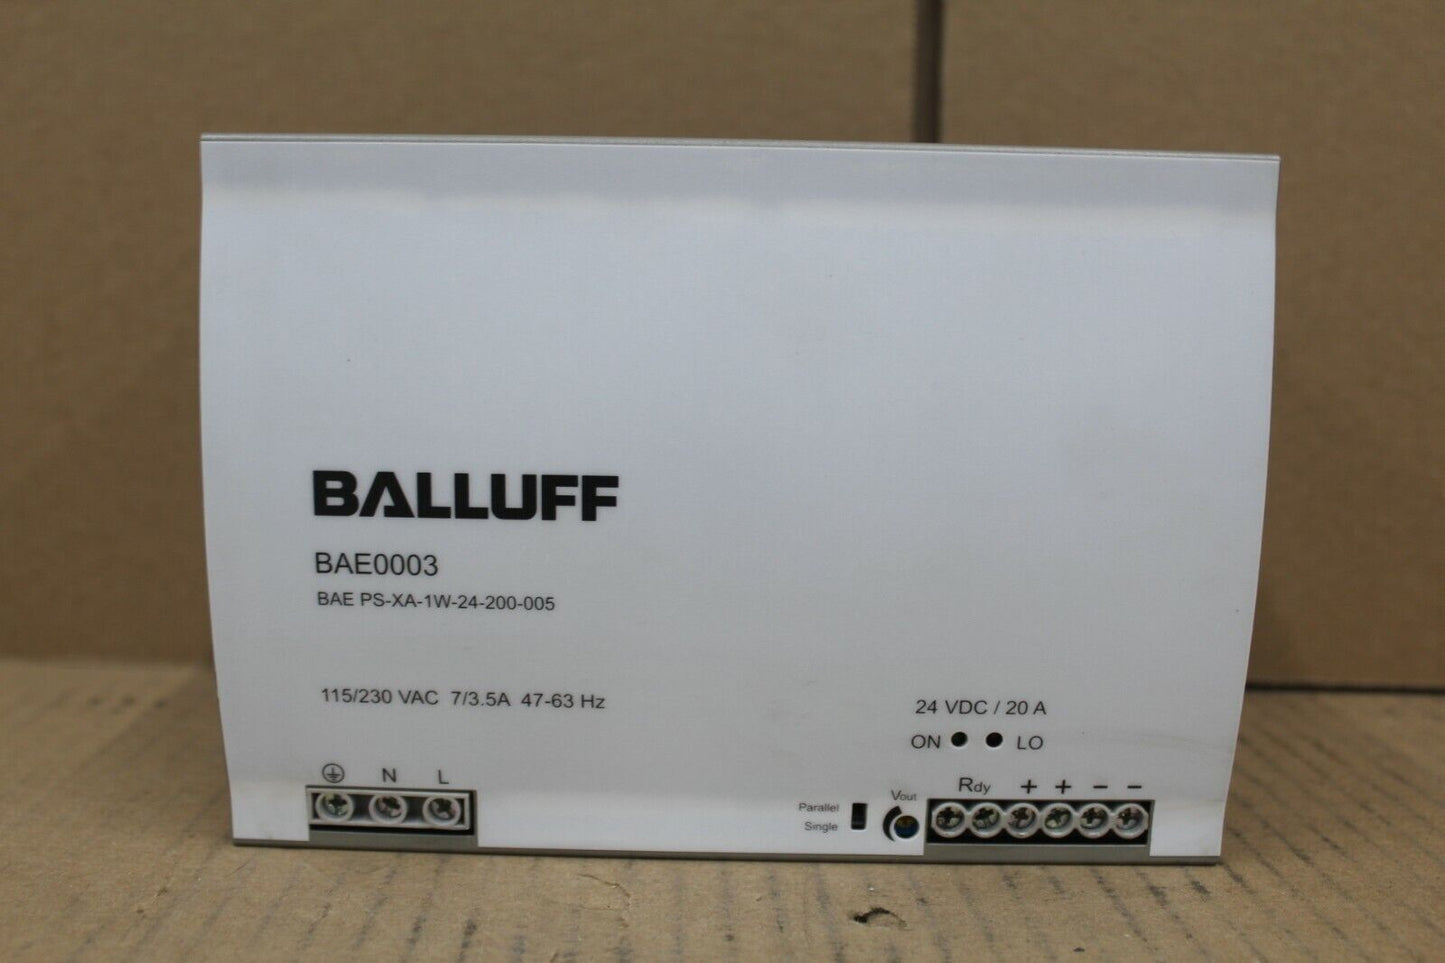 BALLUFF
BAE0003
BAE PS-XA-1W-24-200-005
115/230 VAC 7/3.5A 47-63 Hz
24 VDC / 20 A
ON LO
N L
Rdy + + − −
Vout
Parallel
Single